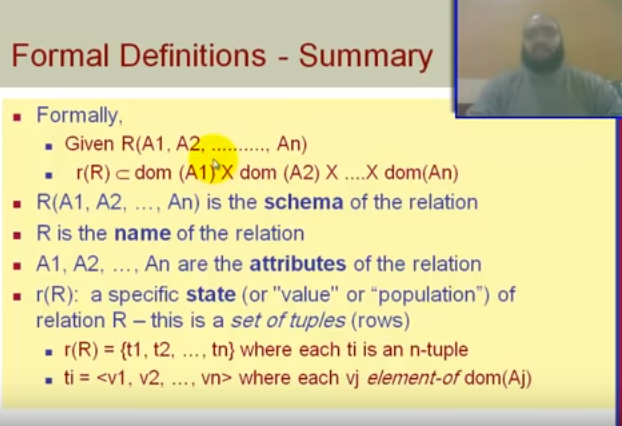 Formal Definitions - Summary
Formally,
Given R(A1, A2, .........., An)
r(R) ⊂ dom (A1) X dom (A2) X ....X dom(An)
R(A1, A2, …, An) is the schema of the relation
R is the name of the relation
A1, A2, …, An are the attributes of the relation
r(R): a specific state (or "value" or “population”) of
relation R – this is a set of tuples (rows)
r(R) = {t1, t2, …, tn} where each ti is an n-tuple
ti = <v1, v2, …, vn> where each vj element-of dom(Aj)